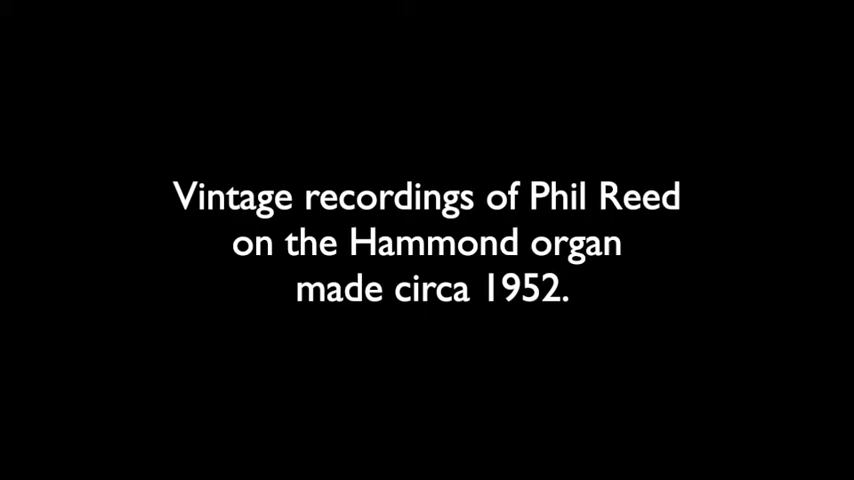 Vintage recordings of Phil Reed
on the Hammond organ
made circa 1952.